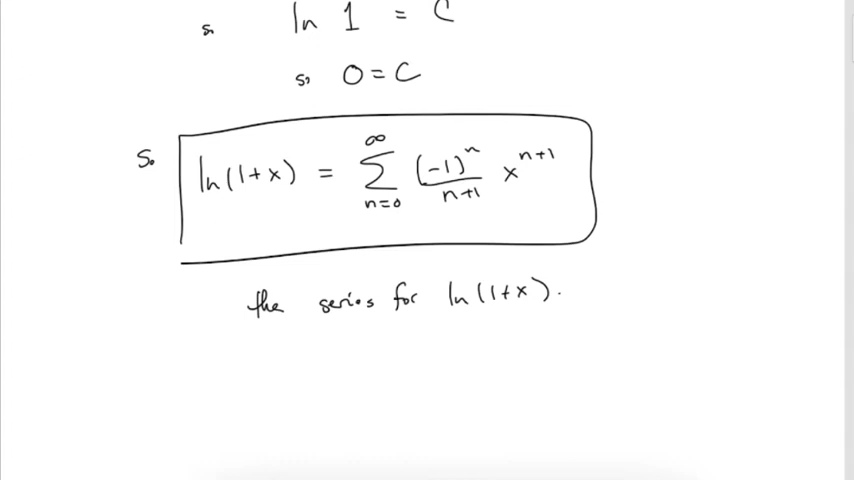 so ln 1 = C
so 0 = C
So ln(1+x) = ∑_{n=0}^{∞} (-1)^n/(n+1) x^{n+1}
the series for ln(1+x).